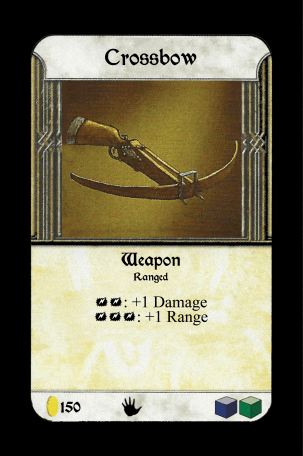 Crossbow
Weapon
Ranged
: +1 Damage
: +1 Range
150